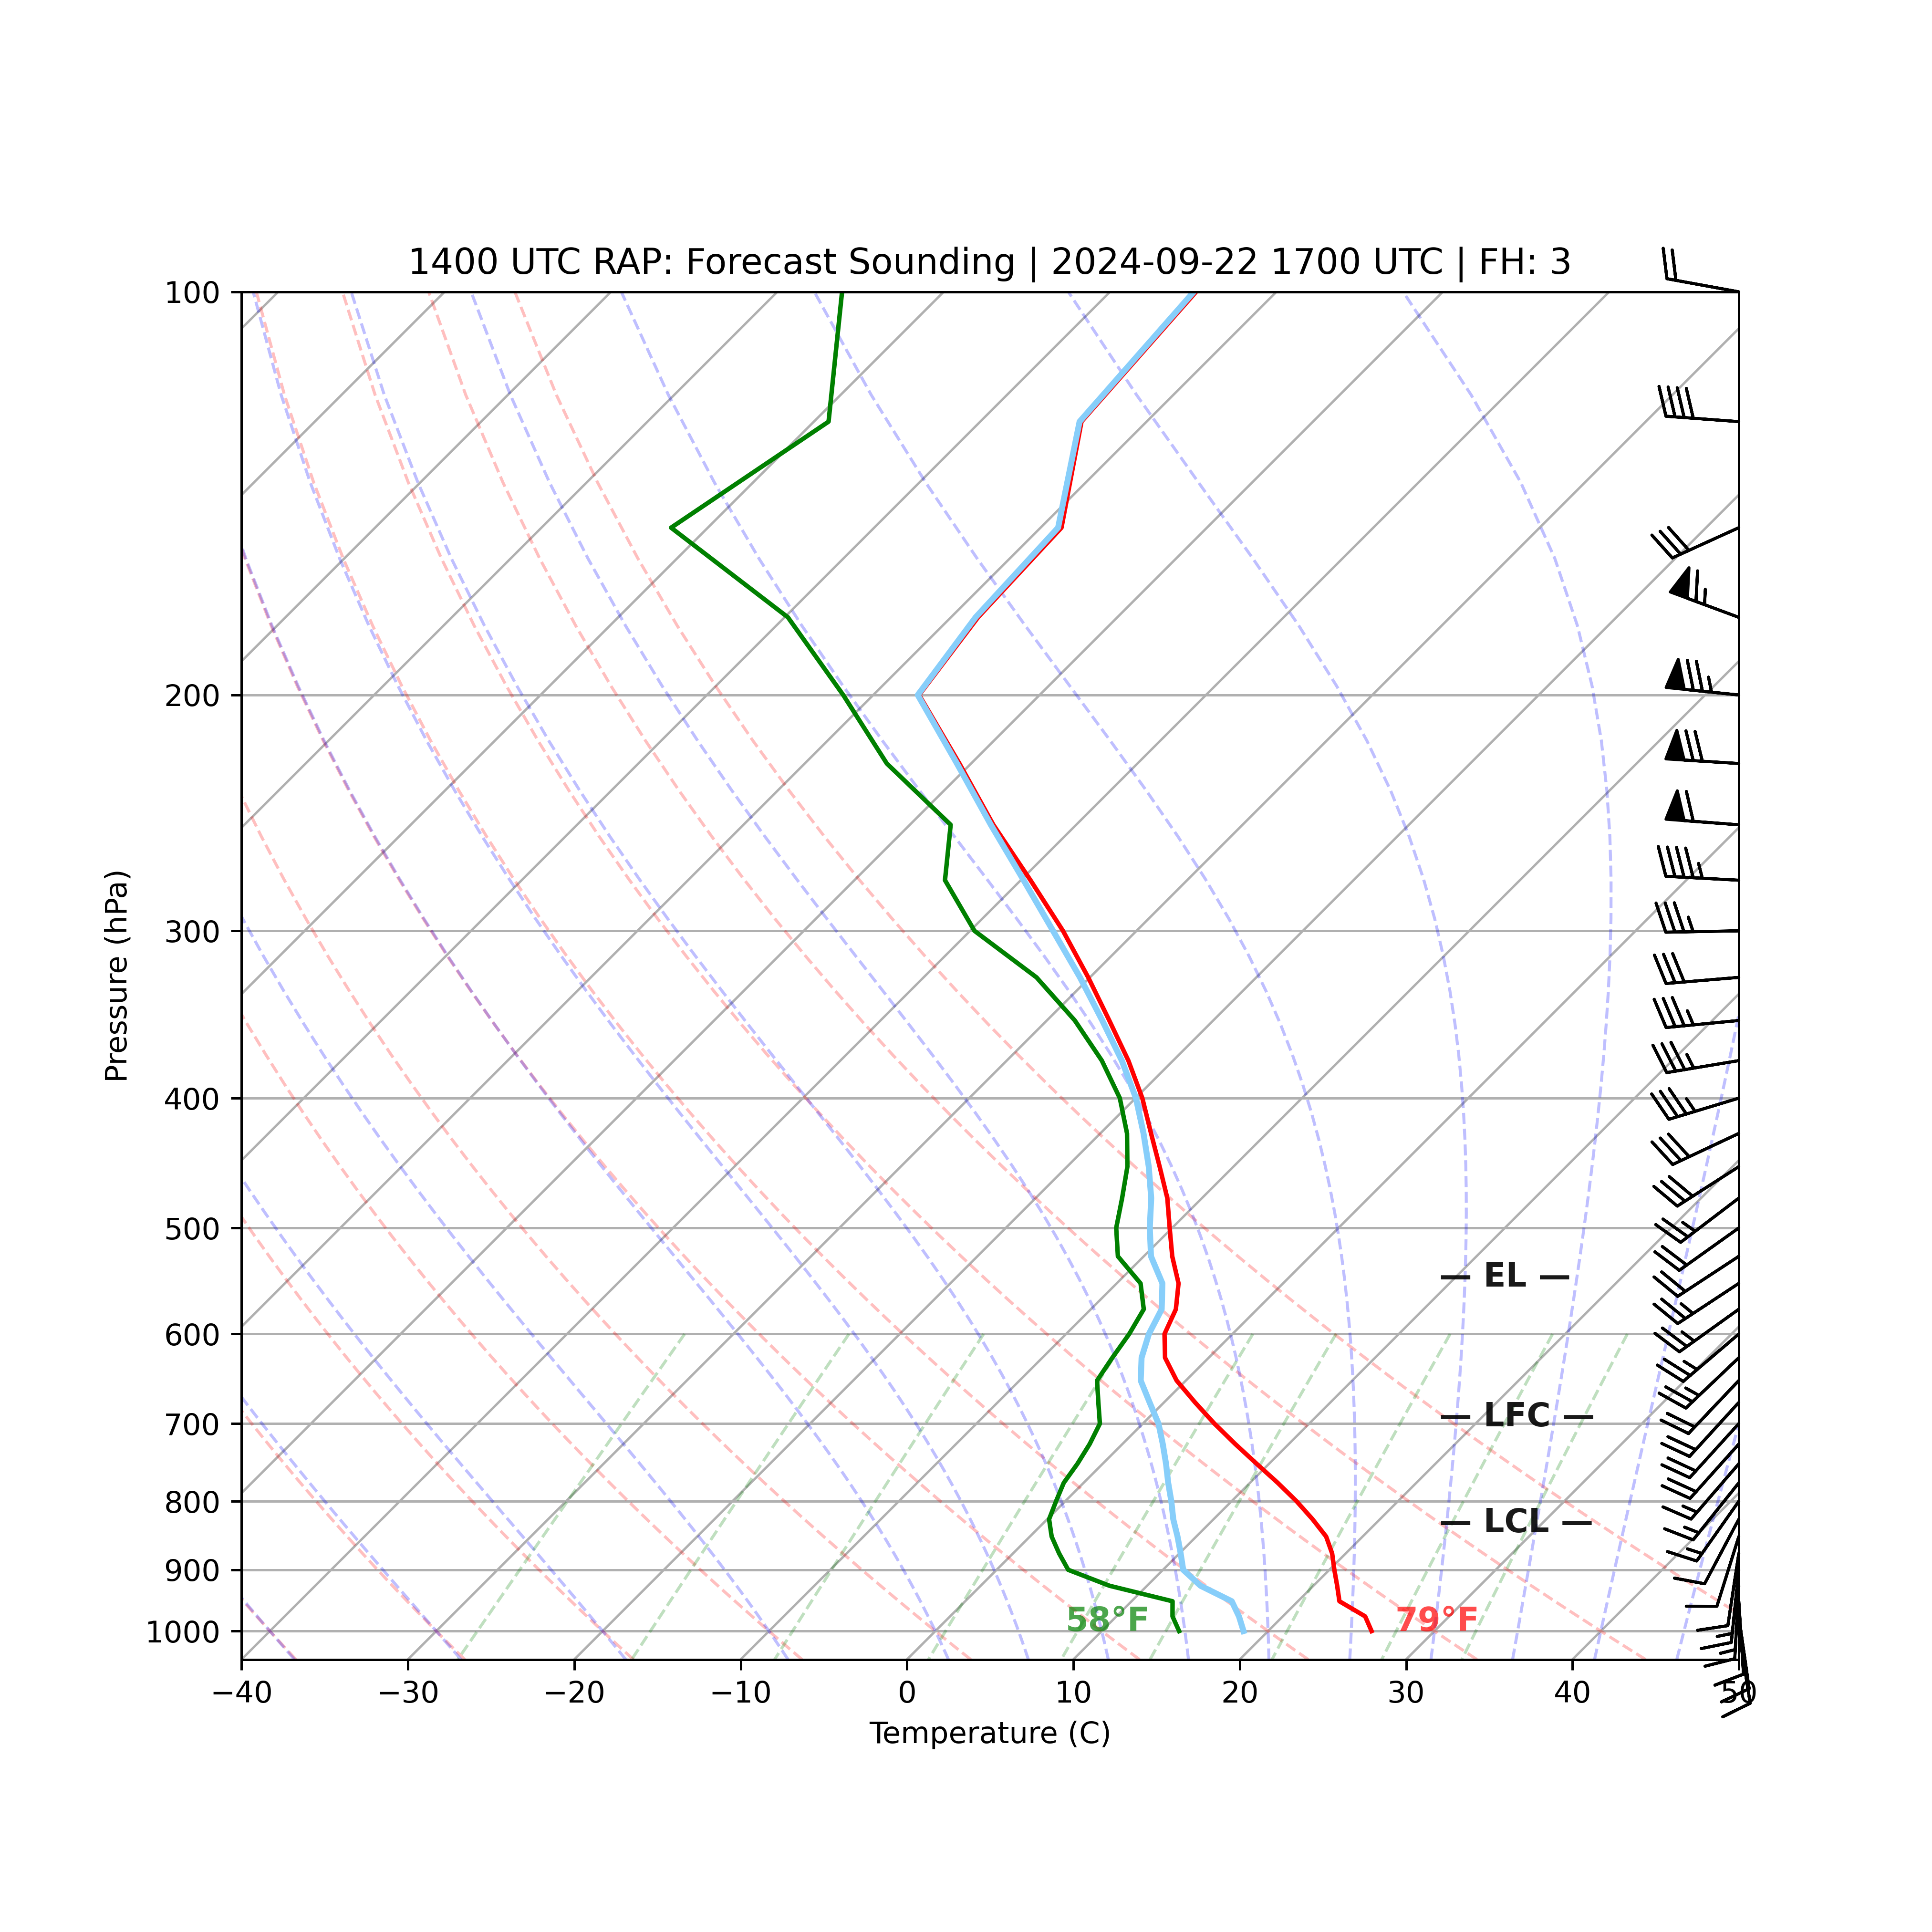 1400 UTC RAP: Forecast Sounding | 2024-09-22 1700 UTC | FH: 3
100
200
300
400
500
600
700
800
900
1000
Pressure (hPa)
— EL —
— LFC —
— LCL —
58°F
79°F
−40 −30 −20 −10 0 10 20 30 40 50
Temperature (C)